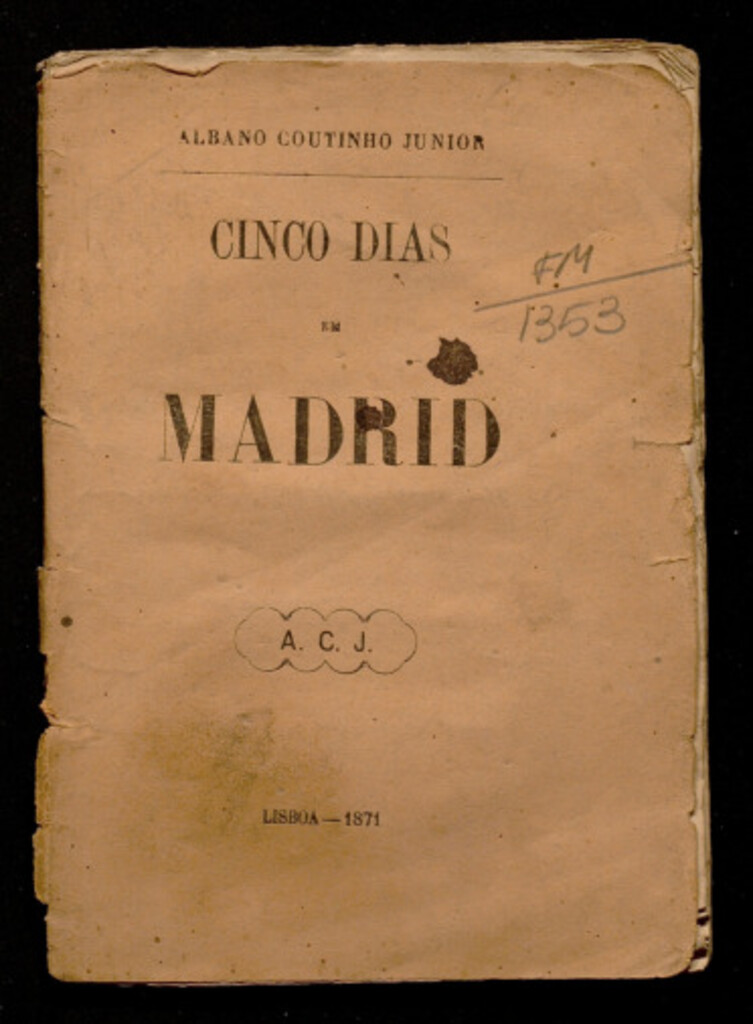 ALBANO COUTINHO JUNIOR
CINCO DIAS
EM
MADRID
FM
1353
A. C. J.
LISBOA—1871